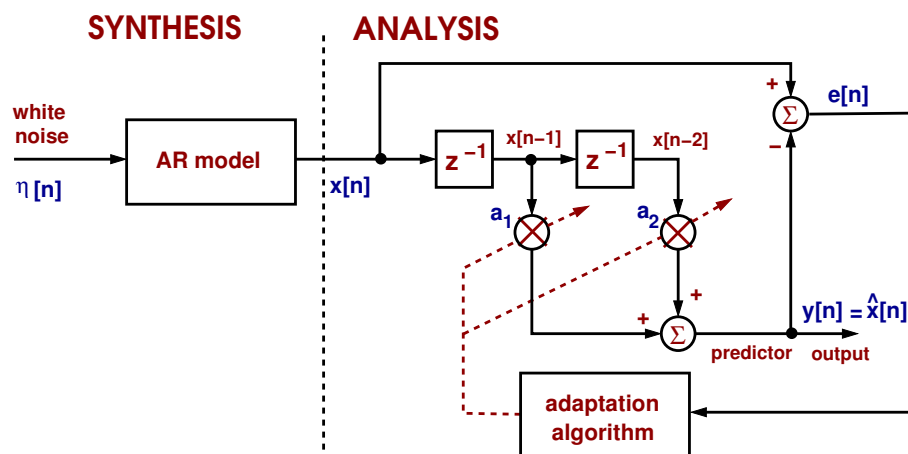 SYNTHESIS
ANALYSIS
white
noise
η [n]
AR model
x[n]
z⁻¹
x[n−1]
z⁻¹
x[n−2]
a₁
a₂
+
Σ
−
e[n]
+
+
Σ
y[n] = x̂[n]
predictor output
adaptation
algorithm